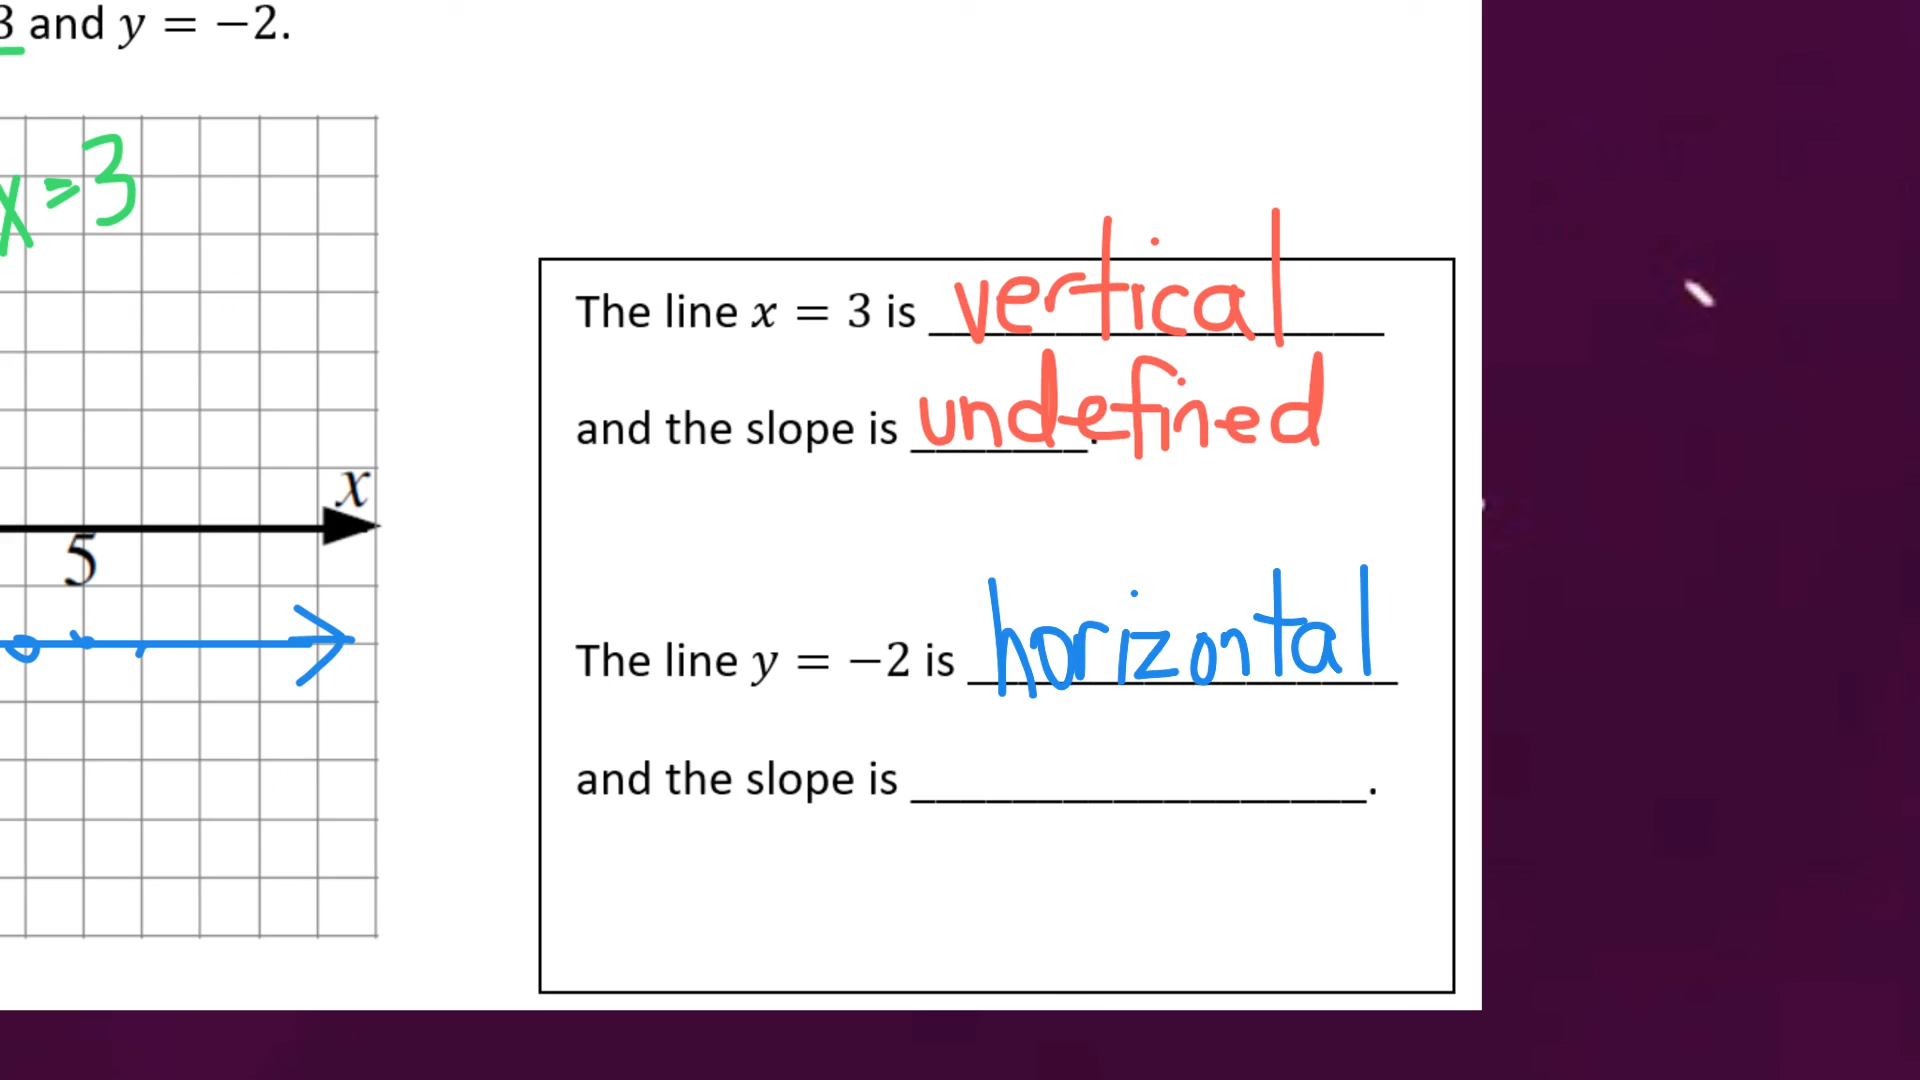 3 and y = −2.
x=3
The line x = 3 is vertical
and the slope is undefined.
x
5
The line y = −2 is horizontal
and the slope is ____________________.